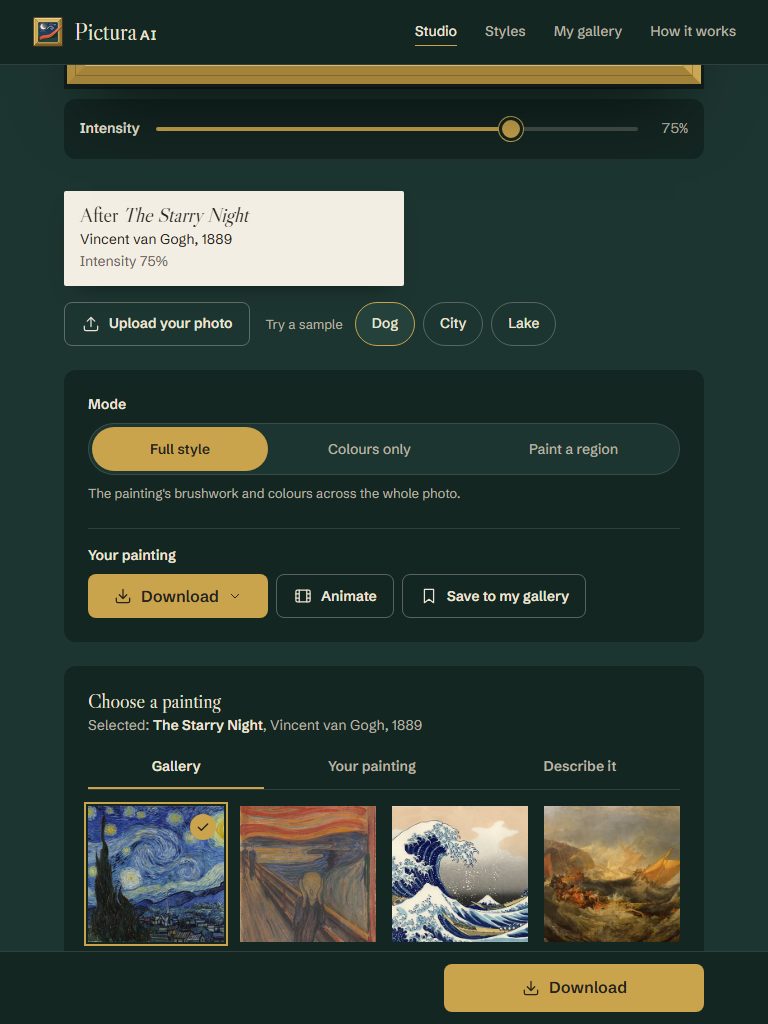 Pictura AI
Studio Styles My gallery How it works
Intensity 75%
After The Starry Night
Vincent van Gogh, 1889
Intensity 75%
Upload your photo Try a sample Dog City Lake
Mode
Full style Colours only Paint a region
The painting's brushwork and colours across the whole photo.
Your painting
Download Animate Save to my gallery
Choose a painting
Selected: The Starry Night, Vincent van Gogh, 1889
Gallery Your painting Describe it
Download